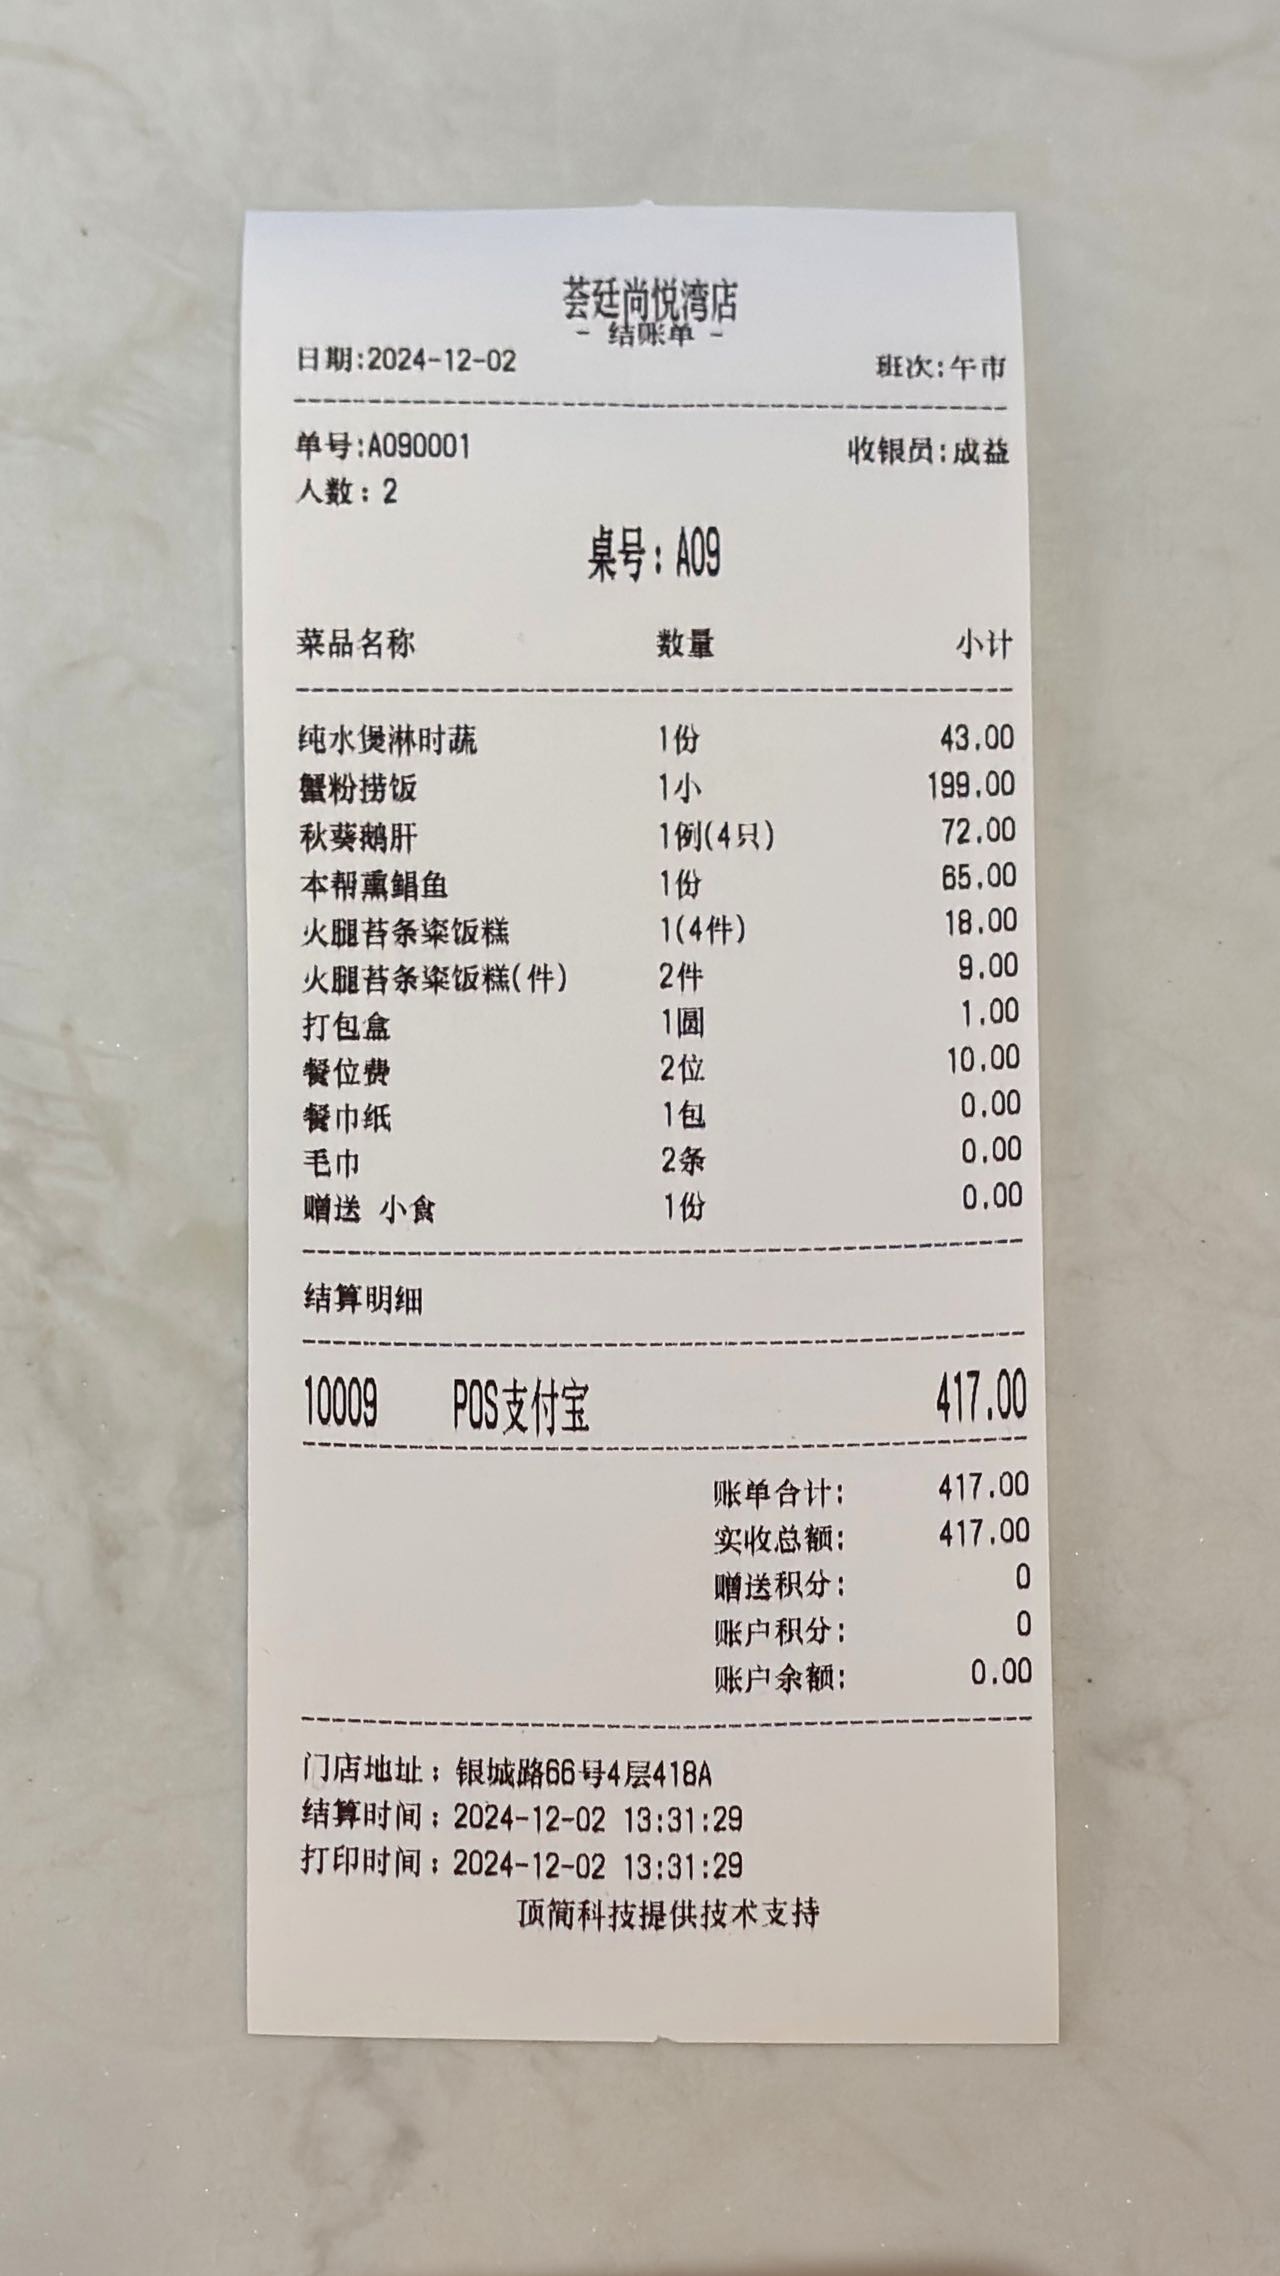 荟廷尚悦湾店
- 结账单 -
日期:2024-12-02 班次:午市
单号:A090001 收银员:成益
人数: 2
桌号: A09
菜品名称 数量 小计
纯水煲淋时蔬 1份 43.00
蟹粉捞饭 1小 199.00
秋葵鹅肝 1例(4只) 72.00
本帮熏鲳鱼 1份 65.00
火腿苔条粢饭糕 1(4件) 18.00
火腿苔条粢饭糕(件) 2件 9.00
打包盒 1圆 1.00
餐位费 2位 10.00
餐巾纸 1包 0.00
毛巾 2条 0.00
赠送 小食 1份 0.00
结算明细
10009 POS支付宝 417.00
账单合计: 417.00
实收总额: 417.00
赠送积分: 0
账户积分: 0
账户余额: 0.00
门店地址: 银城路66号4层418A
结算时间: 2024-12-02 13:31:29
打印时间: 2024-12-02 13:31:29
顶简科技提供技术支持